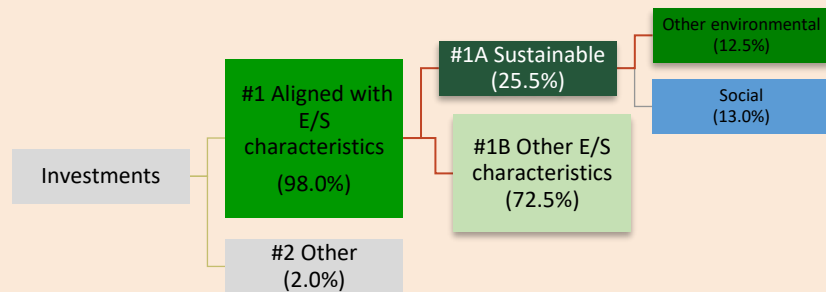 Investments
#1 Aligned with
E/S
characteristics
(98.0%)
#2 Other
(2.0%)
#1A Sustainable
(25.5%)
#1B Other E/S
characteristics
(72.5%)
Other environmental
(12.5%)
Social
(13.0%)